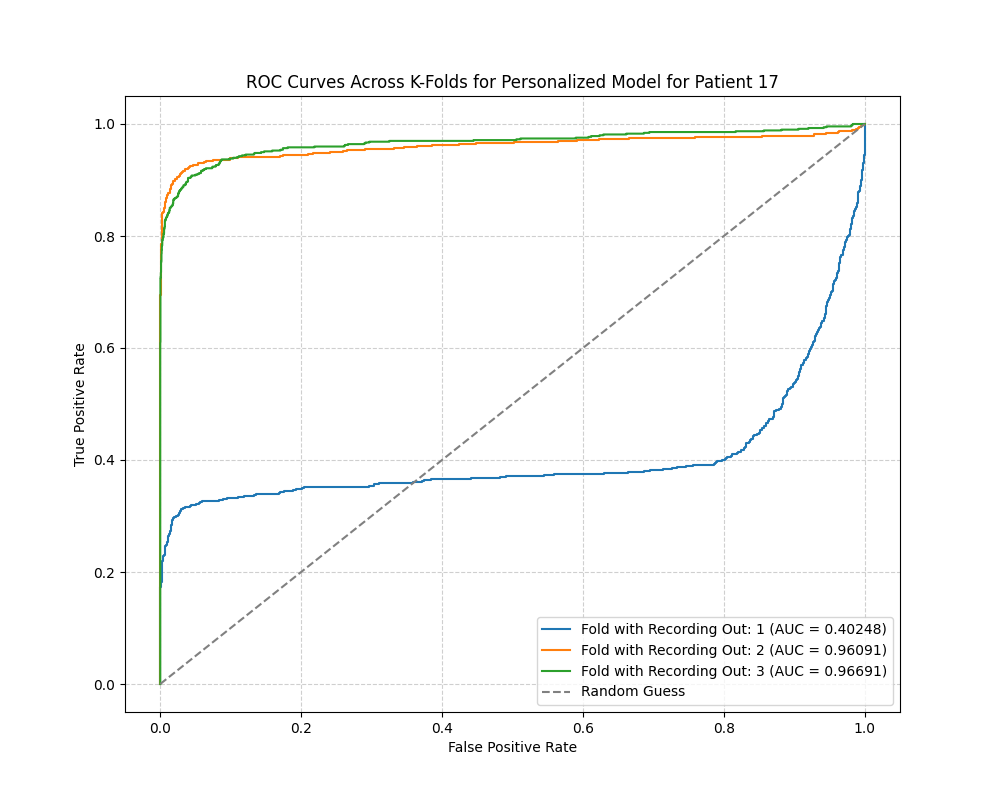 ROC Curves Across K-Folds for Personalized Model for Patient 17
True Positive Rate
1.0
0.8
0.6
0.4
0.2
0.0
0.0 0.2 0.4 0.6 0.8 1.0
False Positive Rate
Fold with Recording Out: 1 (AUC = 0.40248)
Fold with Recording Out: 2 (AUC = 0.96091)
Fold with Recording Out: 3 (AUC = 0.96691)
Random Guess